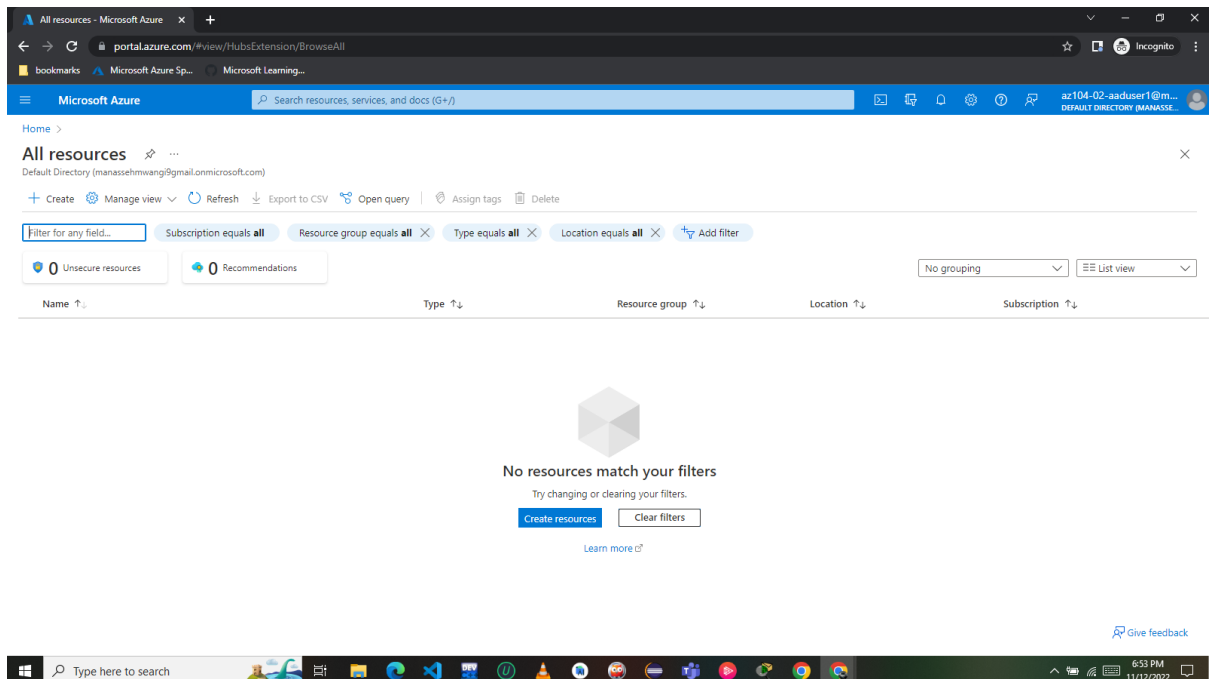 All resources - Microsoft Azure
portal.azure.com/#view/HubsExtension/BrowseAll
Incognito
bookmarks Microsoft Azure Sp... Microsoft Learning...
Microsoft Azure
Search resources, services, and docs (G+/)
az104-02-aaduser1@m...
DEFAULT DIRECTORY (MANASSE...
Home >
All resources ...
Default Directory (manassehmwangi9gmail.onmicrosoft.com)
+ Create Manage view Refresh Export to CSV Open query Assign tags Delete
Filter for any field... Subscription equals all Resource group equals all Type equals all Location equals all Add filter
0 Unsecure resources 0 Recommendations No grouping List view
Name Type Resource group Location Subscription
No resources match your filters
Try changing or clearing your filters.
Create resources Clear filters
Learn more
Give feedback
Type here to search DEV 6:53 PM
11/12/2022